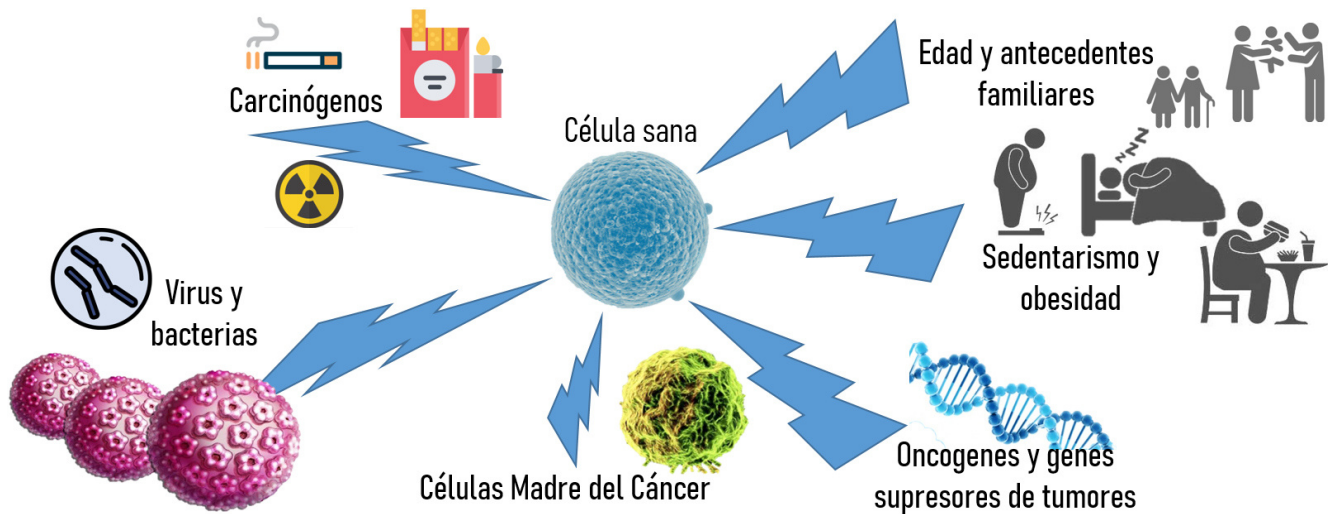 Carcinógenos
Célula sana
Edad y antecedentes
familiares
zzzz
Sedentarismo y
obesidad
Virus y
bacterias
Células Madre del Cáncer
Oncogenes y genes
supresores de tumores